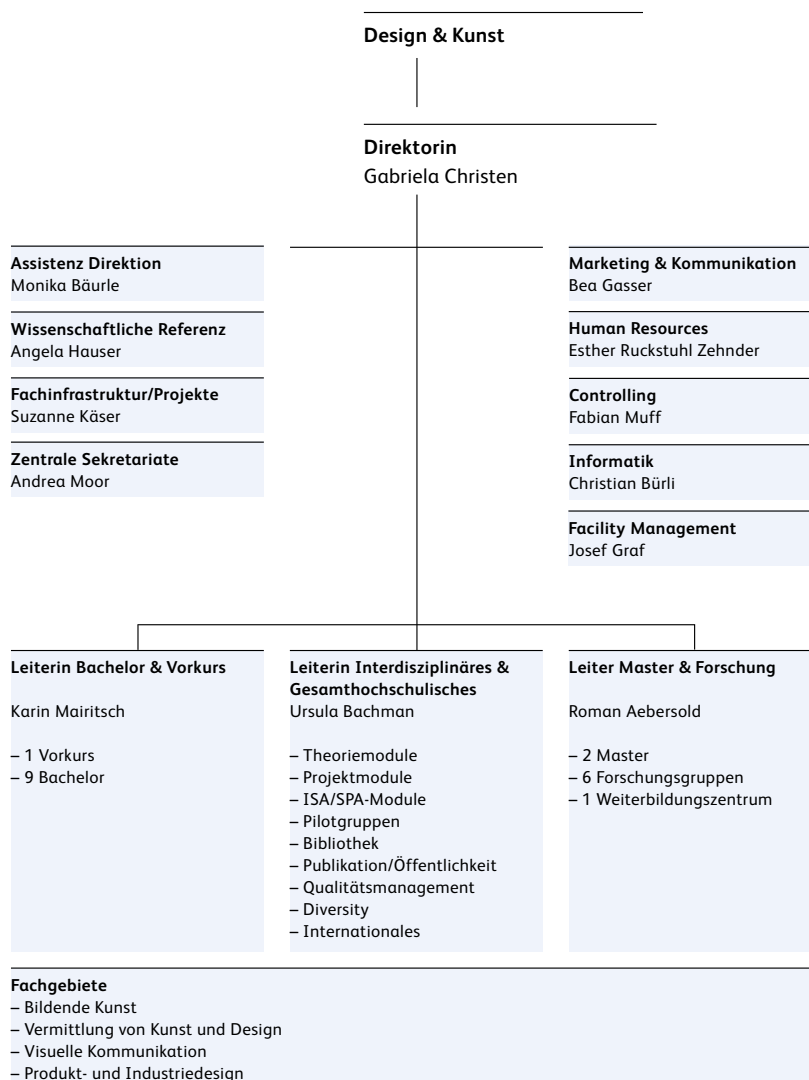 Design & Kunst
Direktorin
Gabriela Christen
Assistenz Direktion
Monika Bäurle
Wissenschaftliche Referenz
Angela Hauser
Fachinfrastruktur/Projekte
Suzanne Käser
Zentrale Sekretariate
Andrea Moor
Marketing & Kommunikation
Bea Gasser
Human Resources
Esther Ruckstuhl Zehnder
Controlling
Fabian Muff
Informatik
Christian Bürli
Facility Management
Josef Graf
Leiterin Bachelor & Vorkurs
Karin Mairitsch
– 1 Vorkurs
– 9 Bachelor
Leiterin Interdisziplinäres &
Gesamthochschulisches
Ursula Bachman
– Theoriemodule
– Projektmodule
– ISA/SPA-Module
– Pilotgruppen
– Bibliothek
– Publikation/Öffentlichkeit
– Qualitätsmanagement
– Diversity
– Internationales
Leiter Master & Forschung
Roman Aebersold
– 2 Master
– 6 Forschungsgruppen
– 1 Weiterbildungszentrum
Fachgebiete
– Bildende Kunst
– Vermittlung von Kunst und Design
– Visuelle Kommunikation
– Produkt- und Industriedesign